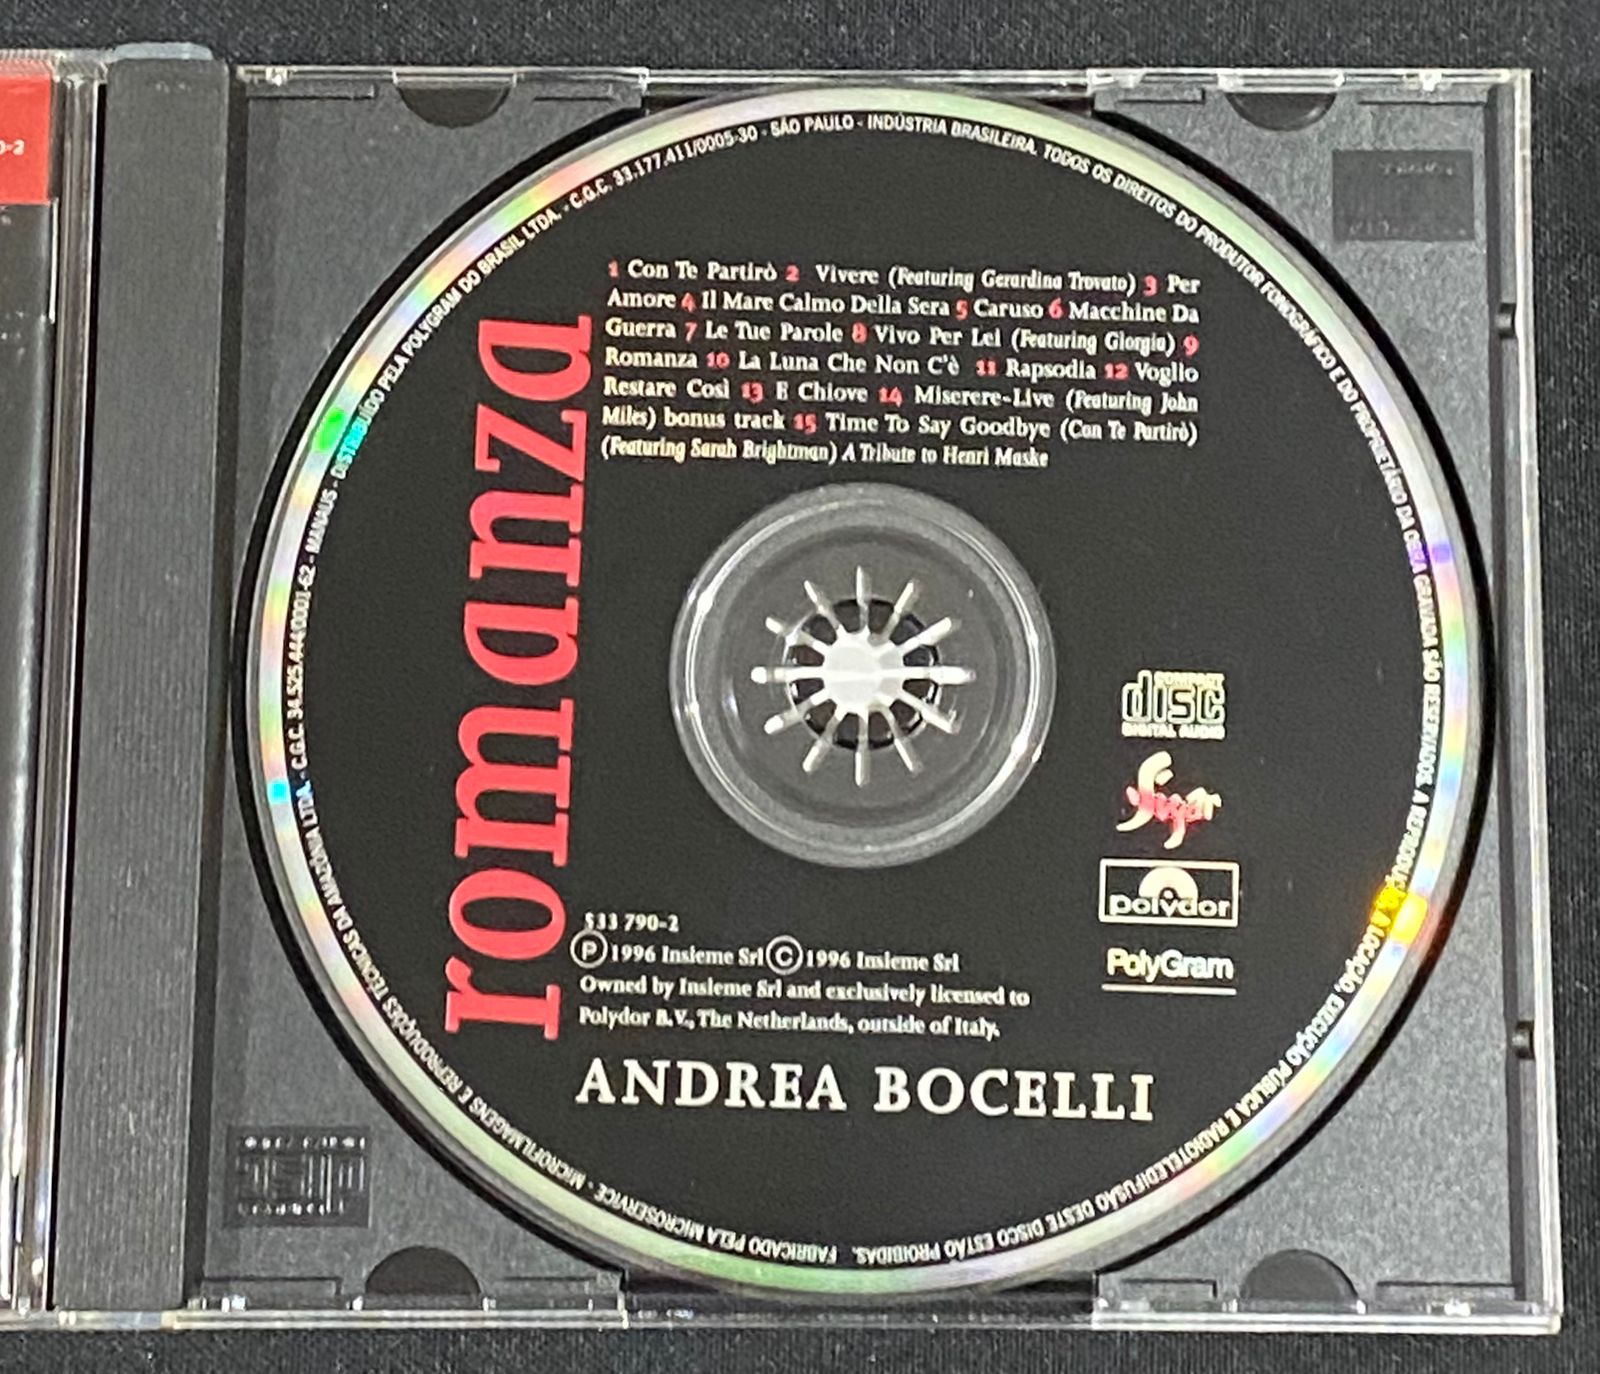 0-2
1 Con Te Partirò 2 Vivere (Featuring Gerardina Trovato) 3 Per
Amore 4 Il Mare Calmo Della Sera 5 Caruso 6 Macchine Da
Guerra 7 Le Tue Parole 8 Vivo Per Lei (Featuring Giorgia) 9
Romanza 10 La Luna Che Non C'è 11 Rapsodia 12 Voglio
Restare Così 13 E Chiove 14 Miserere-Live (Featuring John
Miles) bonus track 15 Time To Say Goodbye (Con Te Partirò)
(Featuring Sarah Brightman) A Tribute to Henri Maske
romanza
COMPACT
disc
DIGITAL AUDIO
Sugar
polydor
PolyGram
533 790-2
Ⓟ 1996 Insieme Srl Ⓒ 1996 Insieme Srl
Owned by Insieme Srl and exclusively licensed to
Polydor B.V., The Netherlands, outside of Italy.
ANDREA BOCELLI
FABRICADO PELA MICROSERVICE - MICROFILMAGENS E REPRODUÇÕES TÉCNICAS DA AMAZÔNIA LTDA. - C.G.C. 34.525.444/0001-62 - MANAUS - DISTRIBUÍDO PELA POLYGRAM DO BRASIL LTDA. - C.G.C. 33.177.411/0005-30 - SÃO PAULO - INDÚSTRIA BRASILEIRA. TODOS OS DIREITOS DO PRODUTOR FONOGRÁFICO E DO PROPRIETÁRIO DA OBRA GRAVADA SÃO RESERVADOS. A REPRODUÇÃO, A LOCAÇÃO, EXECUÇÃO PÚBLICA E RADIOTELEDIFUSÃO DESTE DISCO ESTÃO PROIBIDAS.